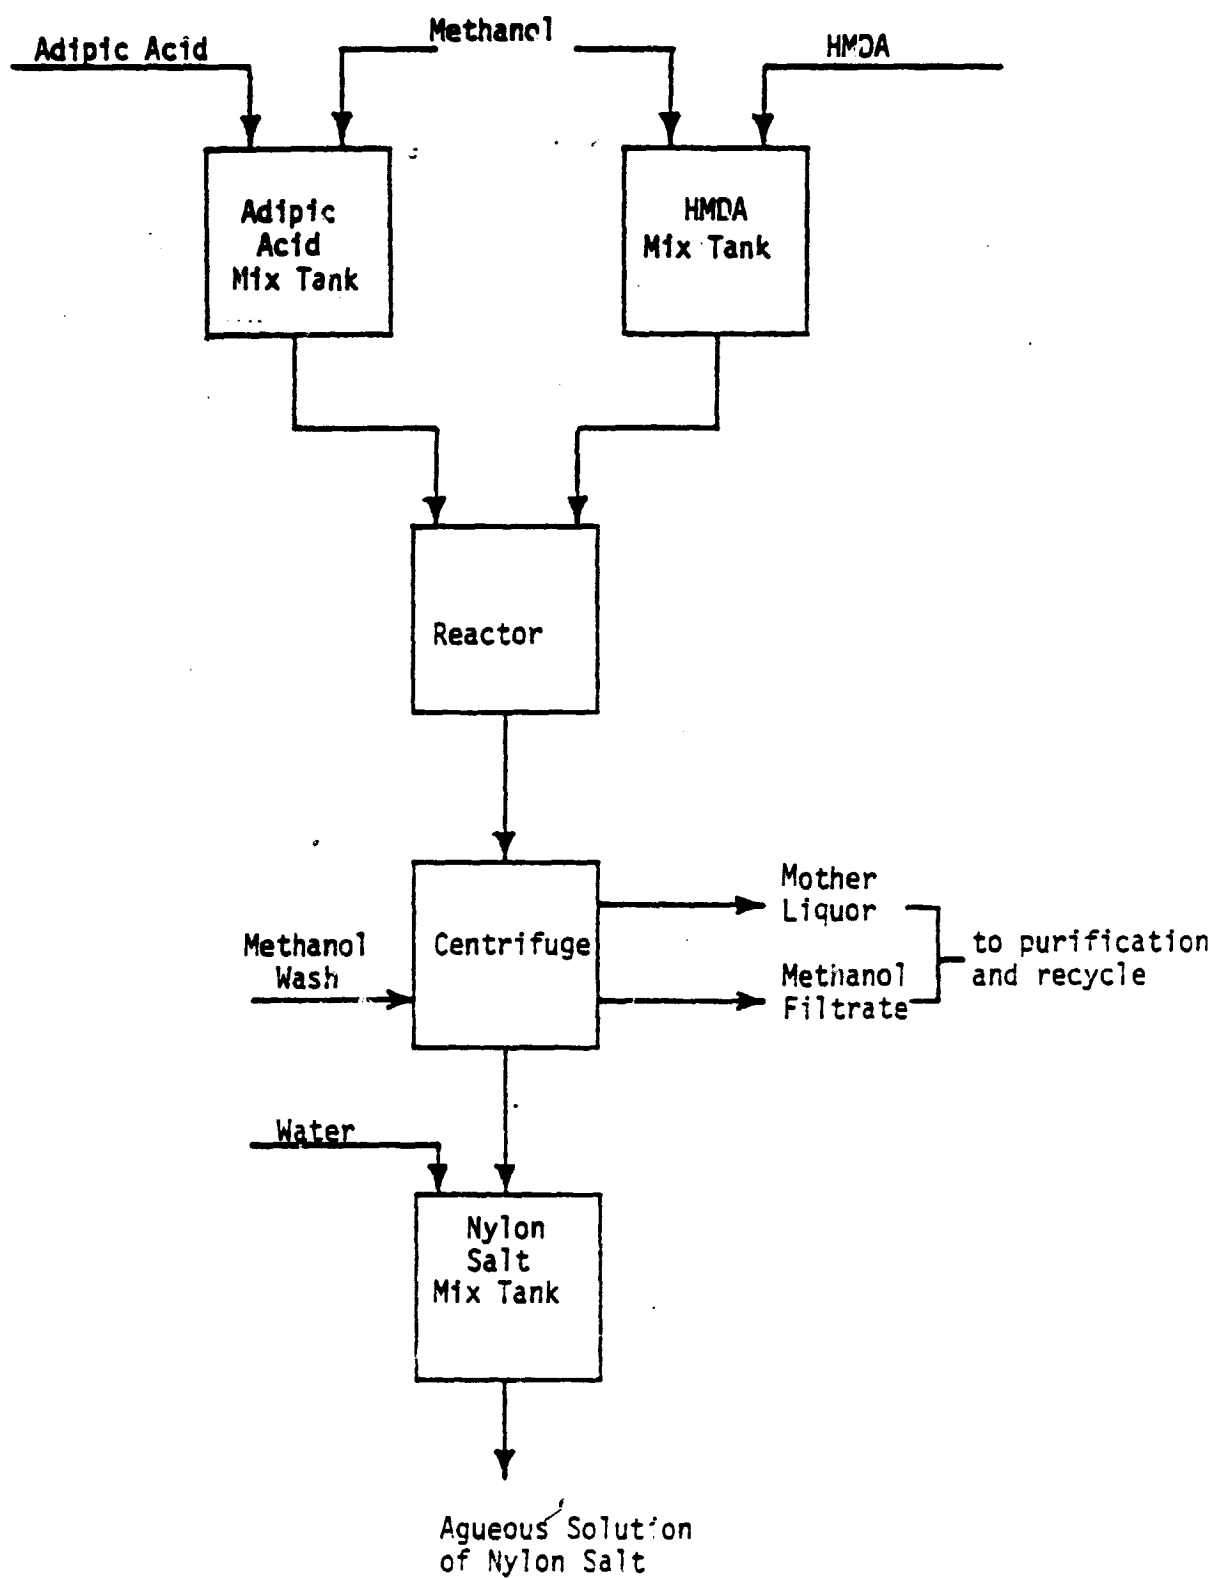 Methanol
Adipic Acid
HMDA
Adipic
Acid
Mix Tank
HMDA
Mix Tank
Reactor
Mother
Liquor
Methanol
Wash
Centrifuge
to purification
and recycle
Methanol
Filtrate
Water
Nylon
Salt
Mix Tank
Agueous Solution
of Nylon Salt